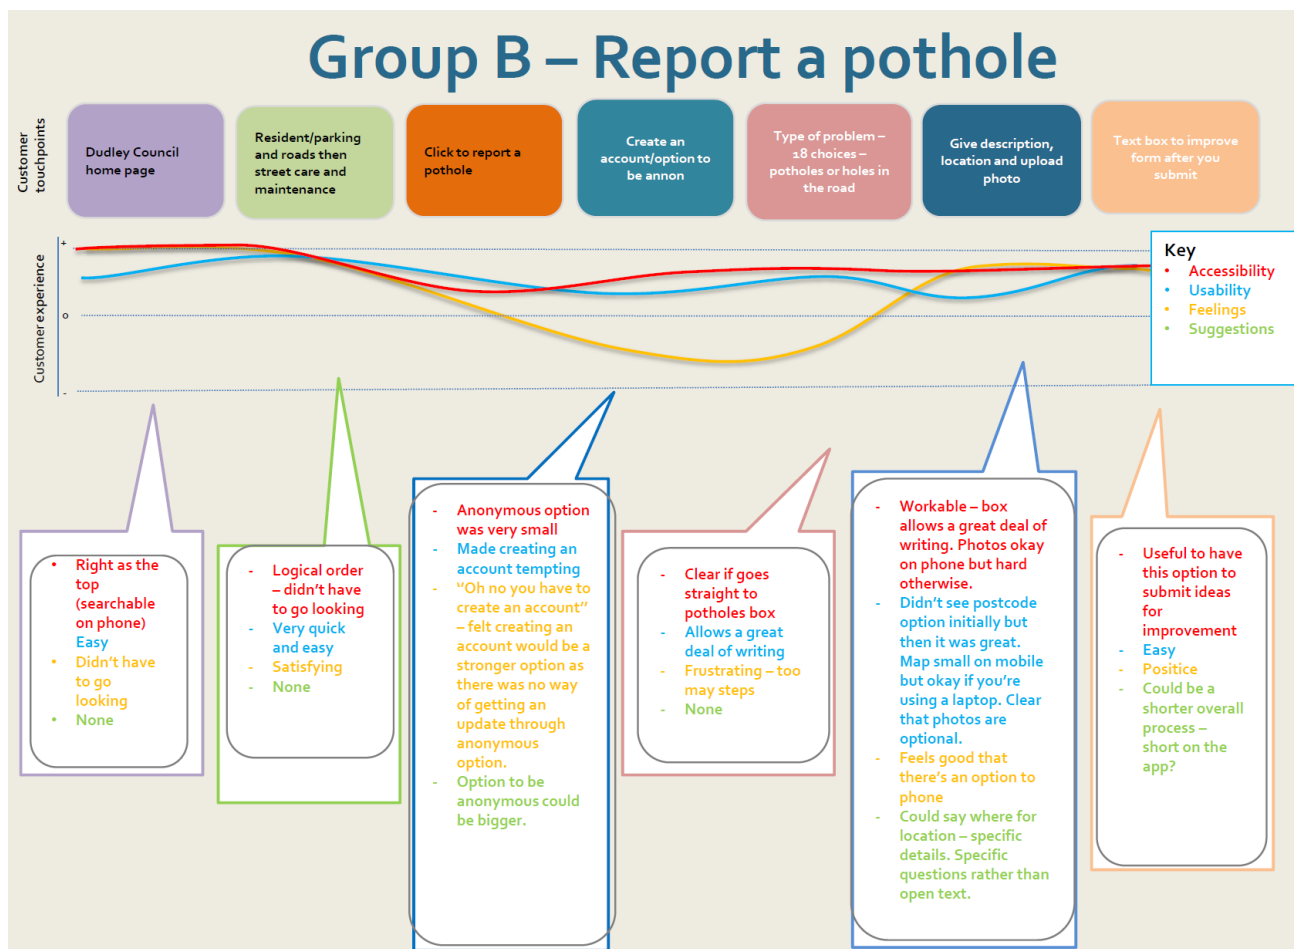 Group B – Report a pothole
Customer
touchpoints
Dudley Council
home page
Resident/parking
and roads then
street care and
maintenance
Click to report a
pothole
Create an
account/option to
be annon
Type of problem –
18 choices –
potholes or holes in
the road
Give description,
location and upload
photo
Text box to improve
form after you
submit
Customer experience
+
0
-
Key
• Accessibility
• Usability
• Feelings
• Suggestions
• Right as the
top
(searchable
on phone)
Easy
• Didn't have
to go
looking
• None
- Logical order
– didn't have
to go looking
- Very quick
and easy
- Satisfying
- None
- Anonymous option
was very small
- Made creating an
account tempting
- "Oh no you have to
create an account"
– felt creating an
account would be a
stronger option as
there was no way
of getting an
update through
anonymous
option.
- Option to be
anonymous could
be bigger.
- Clear if goes
straight to
potholes box
- Allows a great
deal of writing
- Frustrating – too
may steps
- None
- Workable – box
allows a great deal of
writing. Photos okay
on phone but hard
otherwise.
- Didn't see postcode
option initially but
then it was great.
Map small on mobile
but okay if you're
using a laptop. Clear
that photos are
optional.
- Feels good that
there's an option to
phone
- Could say where for
location – specific
details. Specific
questions rather than
open text.
- Useful to have
this option to
submit ideas
for
improvement
- Easy
- Positice
- Could be a
shorter overall
process –
short on the
app?